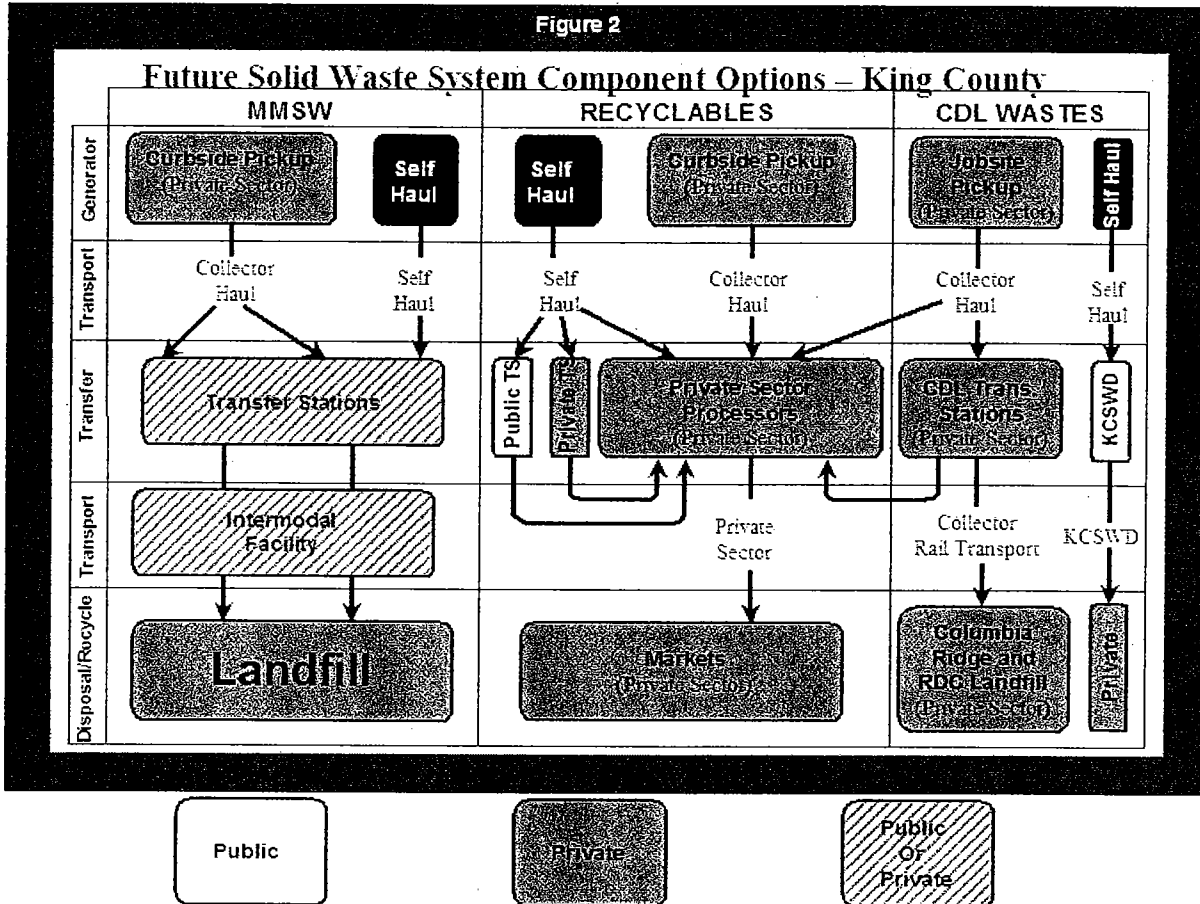 Figure 2
Future Solid Waste System Component Options – King County
MMSW
RECYCLABLES
CDL WASTES
Generator
Curbside Pickup
(Private Sector)
Self
Haul
Self
Haul
Curbside Pickup
(Private Sector)
Jobsite
Pickup
(Private Sector)
Self Haul
Transport
Collector
Haul
Self
Haul
Self
Haul
Collector
Haul
Collector
Haul
Self
Haul
Transfer
Transfer Stations
Public TS
Private TS
Private Sector
Processors
(Private Sector)
CDL Trans.
Stations
(Private Sector)
KCSWD
Transport
Intermodal
Facility
Private
Sector
Collector
Rail Transport
KCSWD
Disposal/Recycle
Landfill
Markets
(Private Sector)
Columbia
Ridge and
RDC Landfill
(Private Sector)
Private
Public
Private
Public
Or
Private